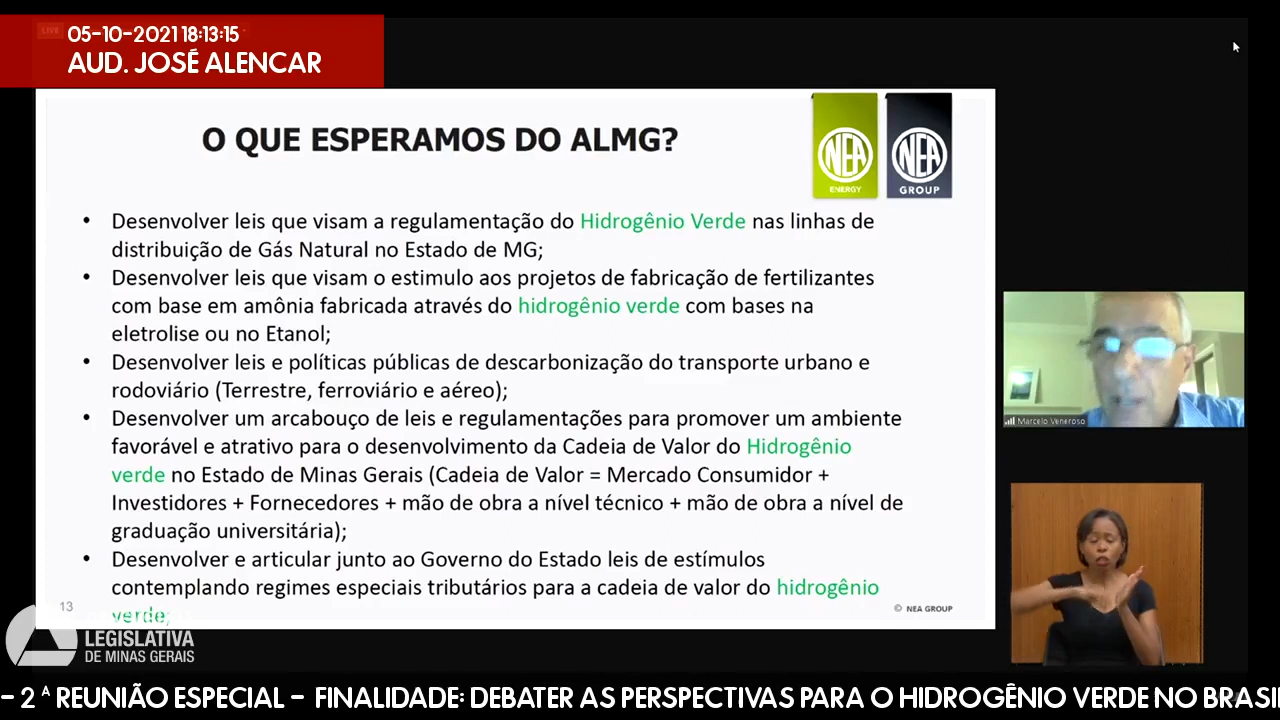 LIVE
05-10-2021 18:13:15
AUD. JOSÉ ALENCAR
O QUE ESPERAMOS DO ALMG?
NEA
ENERGY
NEA
GROUP
• Desenvolver leis que visam a regulamentação do Hidrogênio Verde nas linhas de
distribuição de Gás Natural no Estado de MG;
• Desenvolver leis que visam o estimulo aos projetos de fabricação de fertilizantes
com base em amônia fabricada através do hidrogênio verde com bases na
eletrolise ou no Etanol;
• Desenvolver leis e políticas públicas de descarbonização do transporte urbano e
rodoviário (Terrestre, ferroviário e aéreo);
• Desenvolver um arcabouço de leis e regulamentações para promover um ambiente
favorável e atrativo para o desenvolvimento da Cadeia de Valor do Hidrogênio
verde no Estado de Minas Gerais (Cadeia de Valor = Mercado Consumidor +
Investidores + Fornecedores + mão de obra a nível técnico + mão de obra a nível de
graduação universitária);
• Desenvolver e articular junto ao Governo do Estado leis de estímulos
contemplando regimes especiais tributários para a cadeia de valor do hidrogênio
verde;
13
© NEA GROUP
Marcelo Veneroso
LEGISLATIVA
DE MINAS GERAIS
- 2ª REUNIÃO ESPECIAL - FINALIDADE: DEBATER AS PERSPECTIVAS PARA O HIDROGÊNIO VERDE NO BRASI